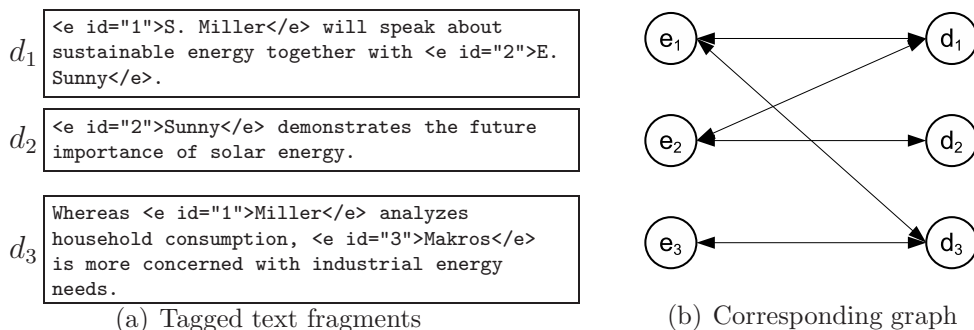 d1
<e id="1">S. Miller</e> will speak about
sustainable energy together with <e id="2">E.
Sunny</e>.
d2
<e id="2">Sunny</e> demonstrates the future
importance of solar energy.
d3
Whereas <e id="1">Miller</e> analyzes
household consumption, <e id="3">Makros</e>
is more concerned with industrial energy
needs.
(a) Tagged text fragments
e1 d1
e2 d2
e3 d3
(b) Corresponding graph